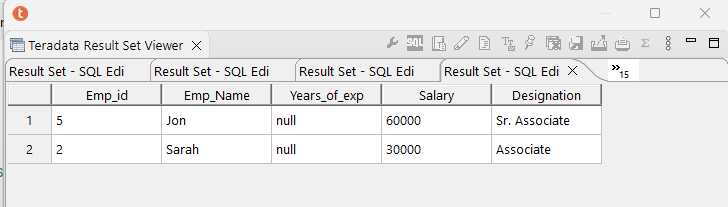 t
Teradata Result Set Viewer
SQL
Result Set - SQL Edi Result Set - SQL Edi Result Set - SQL Edi Result Set - SQL Edi »15
Emp_id Emp_Name Years_of_exp Salary Designation
1 5 Jon null 60000 Sr. Associate
2 2 Sarah null 30000 Associate